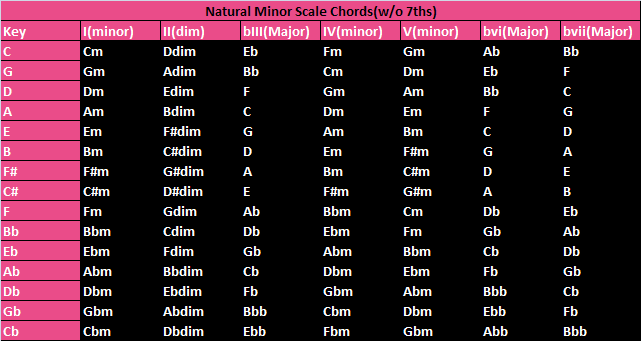 Natural Minor Scale Chords(w/o 7ths)
Key I(minor) II(dim) bIII(Major) IV(minor) V(minor) bvi(Major) bvii(Major)
C Cm Ddim Eb Fm Gm Ab Bb
G Gm Adim Bb Cm Dm Eb F
D Dm Edim F Gm Am Bb C
A Am Bdim C Dm Em F G
E Em F#dim G Am Bm C D
B Bm C#dim D Em F#m G A
F# F#m G#dim A Bm C#m D E
C# C#m D#dim E F#m G#m A B
F Fm Gdim Ab Bbm Cm Db Eb
Bb Bbm Cdim Db Ebm Fm Gb Ab
Eb Ebm Fdim Gb Abm Bbm Cb Db
Ab Abm Bbdim Cb Dbm Ebm Fb Gb
Db Dbm Ebdim Fb Gbm Abm Bbb Cb
Gb Gbm Abdim Bbb Cbm Dbm Ebb Fb
Cb Cbm Dbdim Ebb Fbm Gbm Abb Bbb